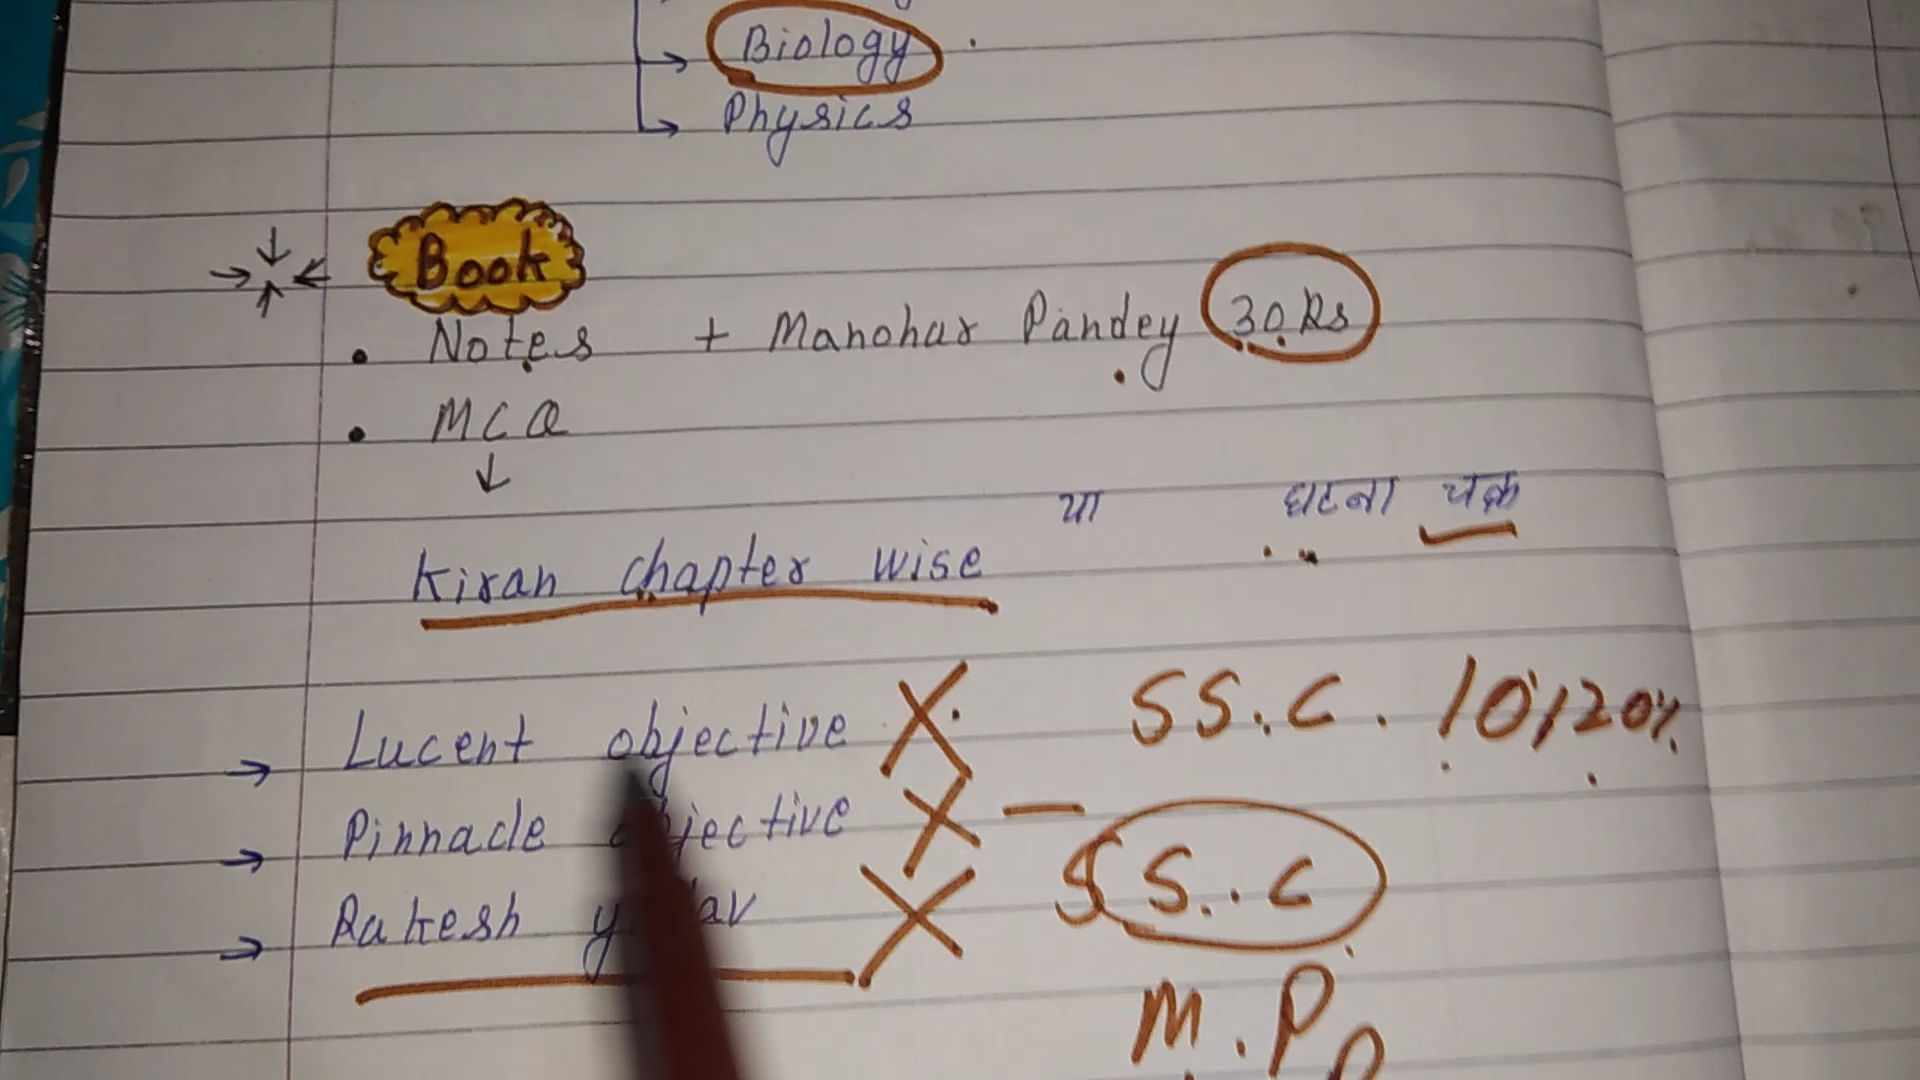 Biology
Physics
Book
Notes + Manohar Pandey 30 Rs
MCQ
या घटना चक्र
Kiran chapter wise
Lucent objective X SS.C. 10/20%
Pinnacle objective X — SS.C
Rakesh yadav X
M.P